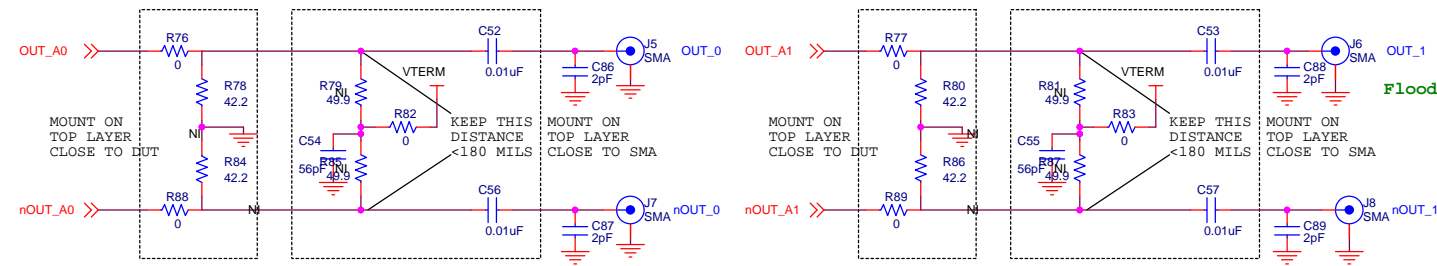 OUT_A0
R76
0
R78
42.2
NI
R84
42.2
R88
0
NI
nOUT_A0
MOUNT ON
TOP LAYER
CLOSE TO DUT
R79
NI
49.9
VTERM
R82
0
C54
56pF
R85
NI
49.9
C52
0.01uF
KEEP THIS
DISTANCE
<180 MILS
C56
0.01uF
MOUNT ON
TOP LAYER
CLOSE TO SMA
C86
2pF
J5
SMA
OUT_0
C87
2pF
J7
SMA
nOUT_0
OUT_A1
R77
0
R80
42.2
NI
R86
42.2
R89
0
NI
nOUT_A1
MOUNT ON
TOP LAYER
CLOSE TO DUT
R81
NI
49.9
VTERM
R83
0
C55
56pF
R87
NI
49.9
C53
0.01uF
KEEP THIS
DISTANCE
<180 MILS
C57
0.01uF
MOUNT ON
TOP LAYER
CLOSE TO SMA
C88
2pF
J6
SMA
OUT_1
Flood
C89
2pF
J8
SMA
nOUT_1